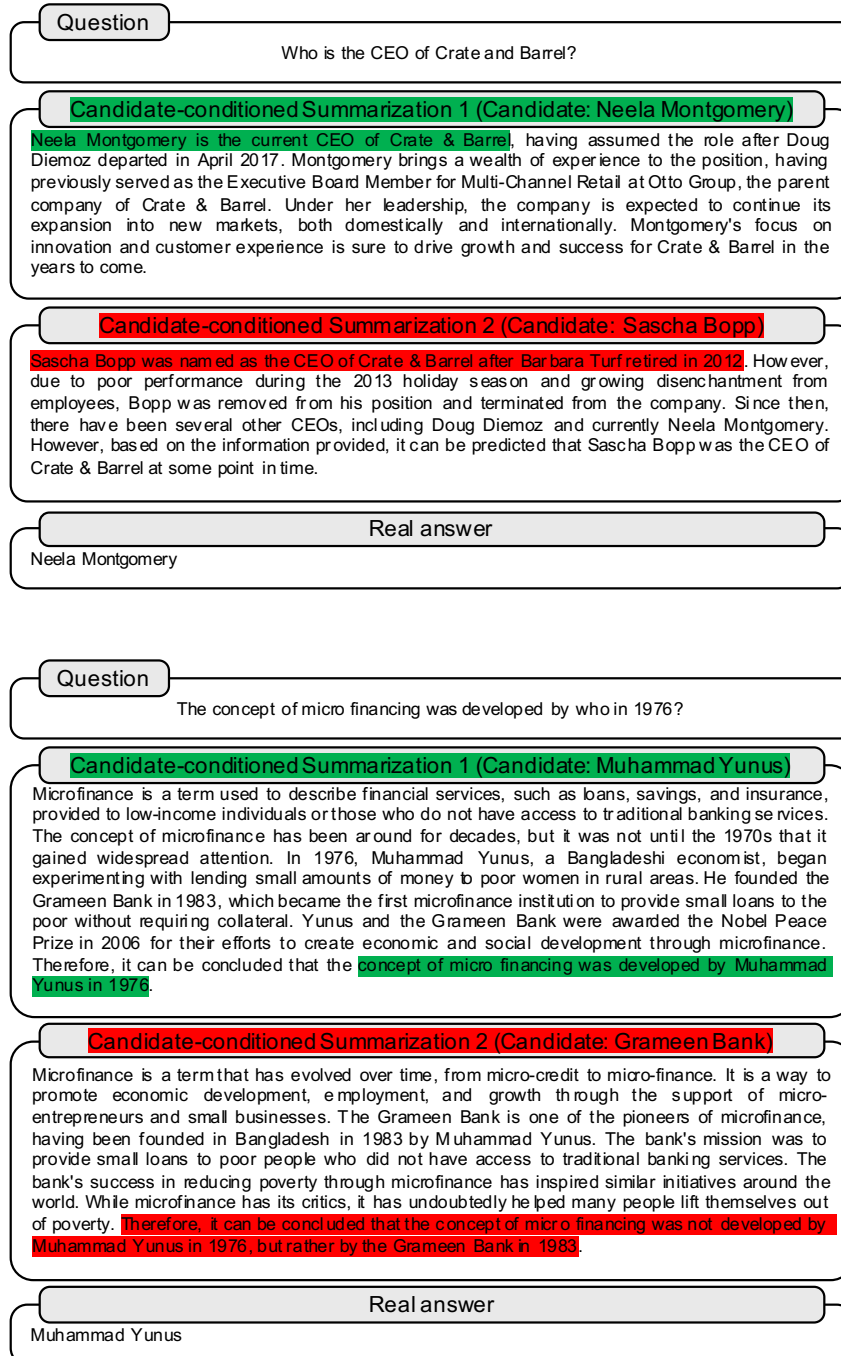 Question
Who is the CEO of Crate and Barrel?
Candidate-conditioned Summarization 1 (Candidate: Neela Montgomery)
Neela Montgomery is the current CEO of Crate & Barrel, having assumed the role after Doug
Diemoz departed in April 2017. Montgomery brings a wealth of experience to the position, having
previously served as the Executive Board Member for Multi-Channel Retail at Otto Group, the parent
company of Crate & Barrel. Under her leadership, the company is expected to continue its
expansion into new markets, both domestically and internationally. Montgomery's focus on
innovation and customer experience is sure to drive growth and success for Crate & Barrel in the
years to come.
Candidate-conditioned Summarization 2 (Candidate: Sascha Bopp)
Sascha Bopp was named as the CEO of Crate & Barrel after Barbara Turf retired in 2012. However,
due to poor performance during the 2013 holiday season and growing disenchantment from
employees, Bopp was removed from his position and terminated from the company. Since then,
there have been several other CEOs, including Doug Diemoz and currently Neela Montgomery.
However, based on the information provided, it can be predicted that Sascha Bopp was the CEO of
Crate & Barrel at some point in time.
Real answer
Neela Montgomery
Question
The concept of micro financing was developed by who in 1976?
Candidate-conditioned Summarization 1 (Candidate: Muhammad Yunus)
Microfinance is a term used to describe financial services, such as loans, savings, and insurance,
provided to low-income individuals or those who do not have access to traditional banking services.
The concept of microfinance has been around for decades, but it was not until the 1970s that it
gained widespread attention. In 1976, Muhammad Yunus, a Bangladeshi economist, began
experimenting with lending small amounts of money to poor women in rural areas. He founded the
Grameen Bank in 1983, which became the first microfinance institution to provide small loans to the
poor without requiring collateral. Yunus and the Grameen Bank were awarded the Nobel Peace
Prize in 2006 for their efforts to create economic and social development through microfinance.
Therefore, it can be concluded that the concept of micro financing was developed by Muhammad
Yunus in 1976.
Candidate-conditioned Summarization 2 (Candidate: Grameen Bank)
Microfinance is a term that has evolved over time, from micro-credit to micro-finance. It is a way to
promote economic development, employment, and growth through the support of micro-
entrepreneurs and small businesses. The Grameen Bank is one of the pioneers of microfinance,
having been founded in Bangladesh in 1983 by Muhammad Yunus. The bank's mission was to
provide small loans to poor people who did not have access to traditional banking services. The
bank's success in reducing poverty through microfinance has inspired similar initiatives around the
world. While microfinance has its critics, it has undoubtedly helped many people lift themselves out
of poverty. Therefore, it can be concluded that the concept of micro financing was not developed by
Muhammad Yunus in 1976, but rather by the Grameen Bank in 1983.
Real answer
Muhammad Yunus